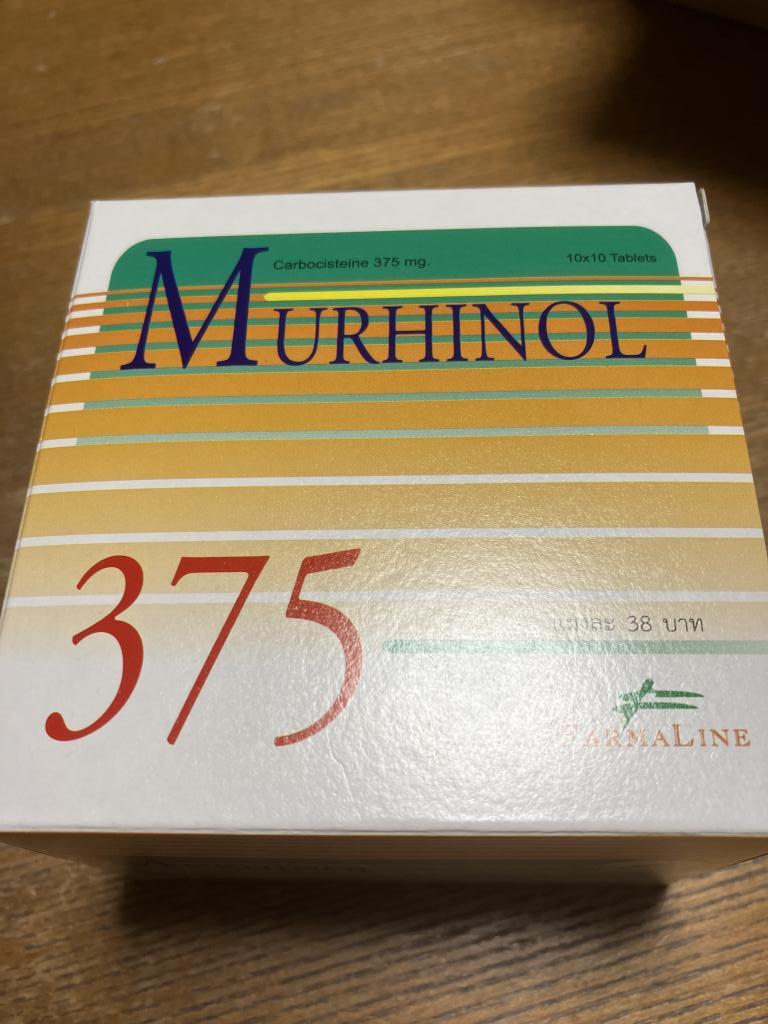 Carbocisteine 375 mg.
10x10 Tablets
MURHINOL
375
แผงละ 38 บาท
FARMALINE